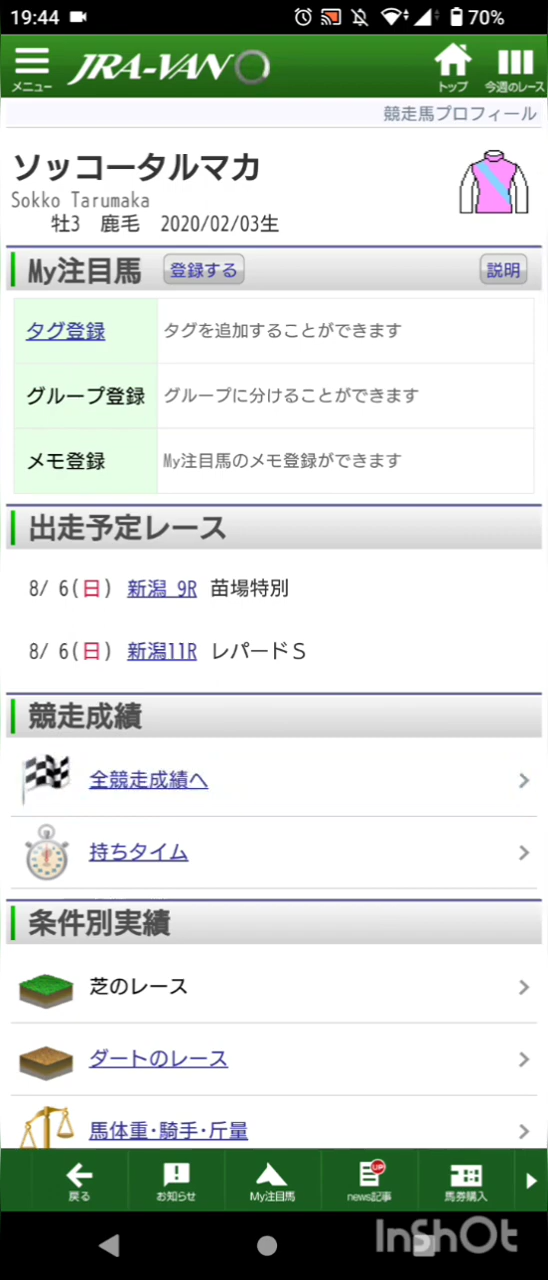 19:44 70%
JRA-VAN
メニュー トップ 今週のレース
競走馬プロフィール
ソッコータルマカ
Sokko Tarumaka
牡3 鹿毛 2020/02/03生
My注目馬 登録する 説明
タグ登録 タグを追加することができます
グループ登録 グループに分けることができます
メモ登録 My注目馬のメモ登録ができます
出走予定レース
8/ 6(日) 新潟 9R 苗場特別
8/ 6(日) 新潟11R レパードS
競走成績
全競走成績へ
持ちタイム
条件別実績
芝のレース
ダートのレース
馬体重・騎手・斤量
UP
戻る お知らせ My注目馬 news記事 馬券購入
InShOt